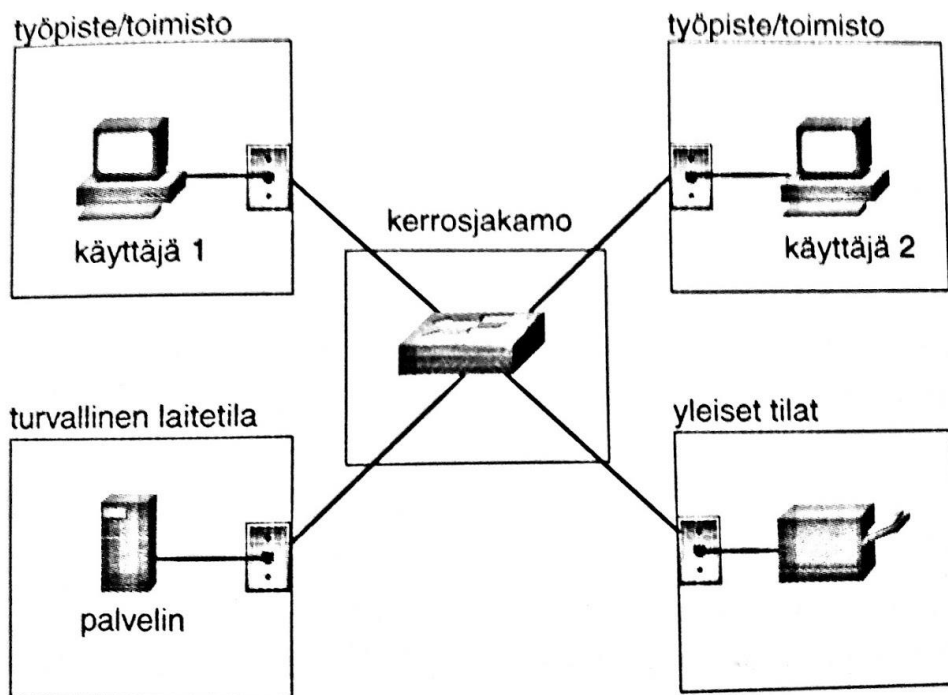 työpiste/toimisto
työpiste/toimisto
käyttäjä 1
kerrosjakamo
käyttäjä 2
turvallinen laitetila
yleiset tilat
palvelin